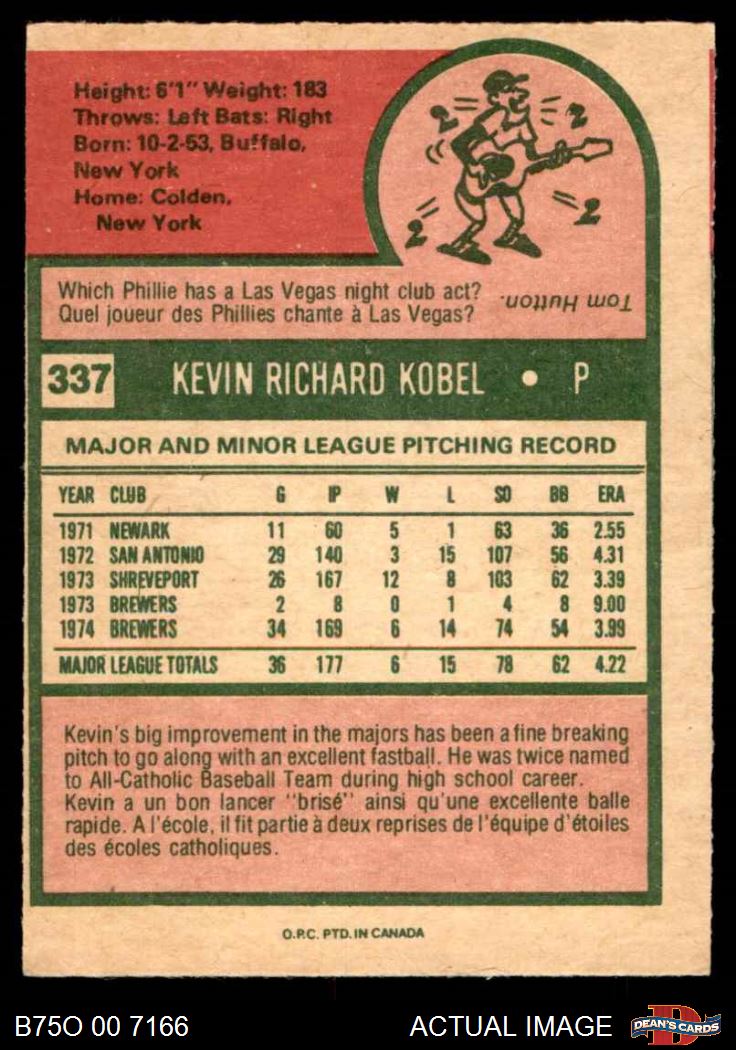 Height: 6'1" Weight: 183
Throws: Left Bats: Right
Born: 10-2-53, Buffalo,
New York
Home: Colden,
New York
2 2
2 2
Which Phillie has a Las Vegas night club act?
Quel joueur des Phillies chante à Las Vegas?
Tom Hutton.
337 KEVIN RICHARD KOBEL • P
MAJOR AND MINOR LEAGUE PITCHING RECORD
YEAR CLUB G IP W L SO BB ERA
1971 NEWARK 11 60 5 1 63 36 2.55
1972 SAN ANTONIO 29 140 3 15 107 56 4.31
1973 SHREVEPORT 26 167 12 8 103 62 3.39
1973 BREWERS 2 8 0 1 4 8 9.00
1974 BREWERS 34 169 6 14 74 54 3.99
MAJOR LEAGUE TOTALS 36 177 6 15 78 62 4.22
Kevin's big improvement in the majors has been a fine breaking
pitch to go along with an excellent fastball. He was twice named
to All-Catholic Baseball Team during high school career.
Kevin a un bon lancer "brisé" ainsi qu'une excellente balle
rapide. A l'école, il fit partie à deux reprises de l'équipe d'étoiles
des écoles catholiques.
O.P.C. PTD. IN CANADA
B75O 00 7166 ACTUAL IMAGE DEAN'S CARDS